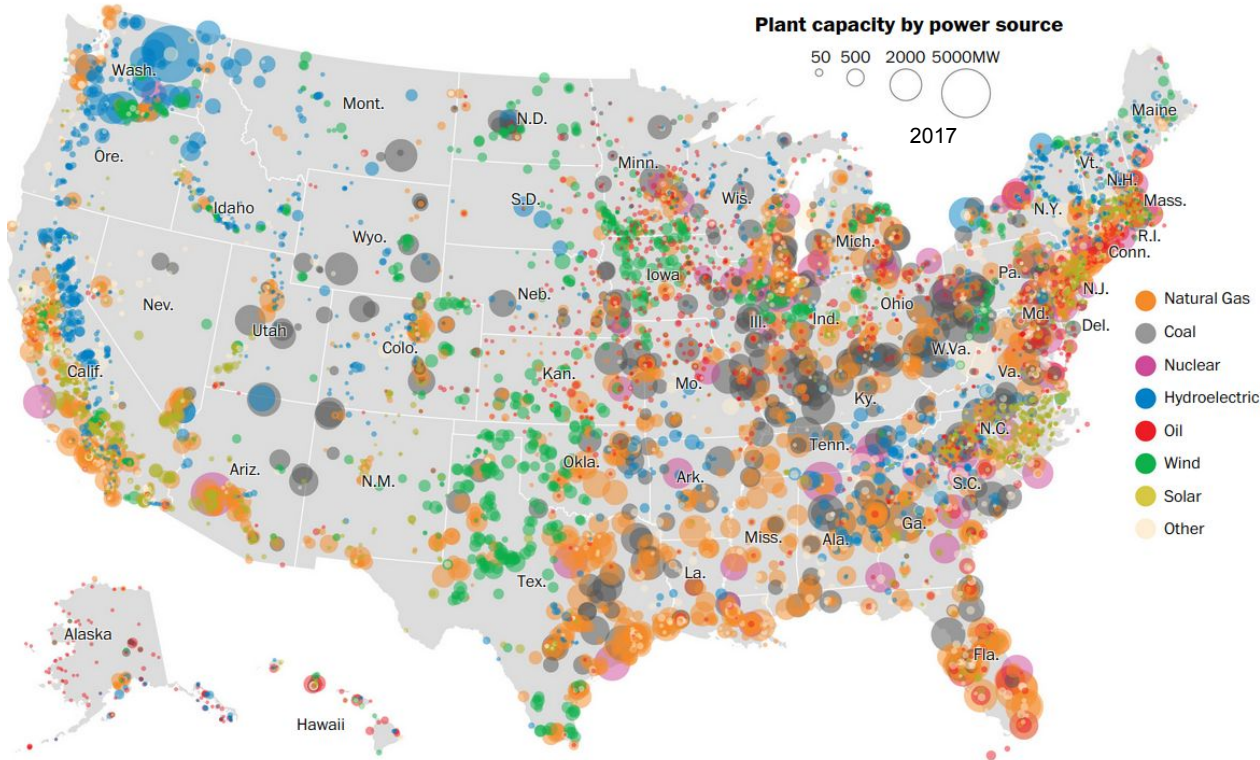 Plant capacity by power source
50 500 2000 5000MW
2017
Wash.
Mont.
N.D.
Minn.
Maine
Vt.
Ore.
N.H.
Idaho
S.D.
Wis.
N.Y.
Mass.
Wyo.
Mich.
R.I.
Conn.
Iowa
Pa.
Nev.
Neb.
Ohio
N.J.
Utah
Ill.
Ind.
Md.
Del.
Colo.
W.Va.
Calif.
Kan.
Mo.
Va.
Ky.
N.C.
Tenn.
Ariz.
Okla.
N.M.
Ark.
S.C.
Miss.
Ala.
Ga.
Tex.
La.
Alaska
Fla.
Hawaii
Natural Gas
Coal
Nuclear
Hydroelectric
Oil
Wind
Solar
Other